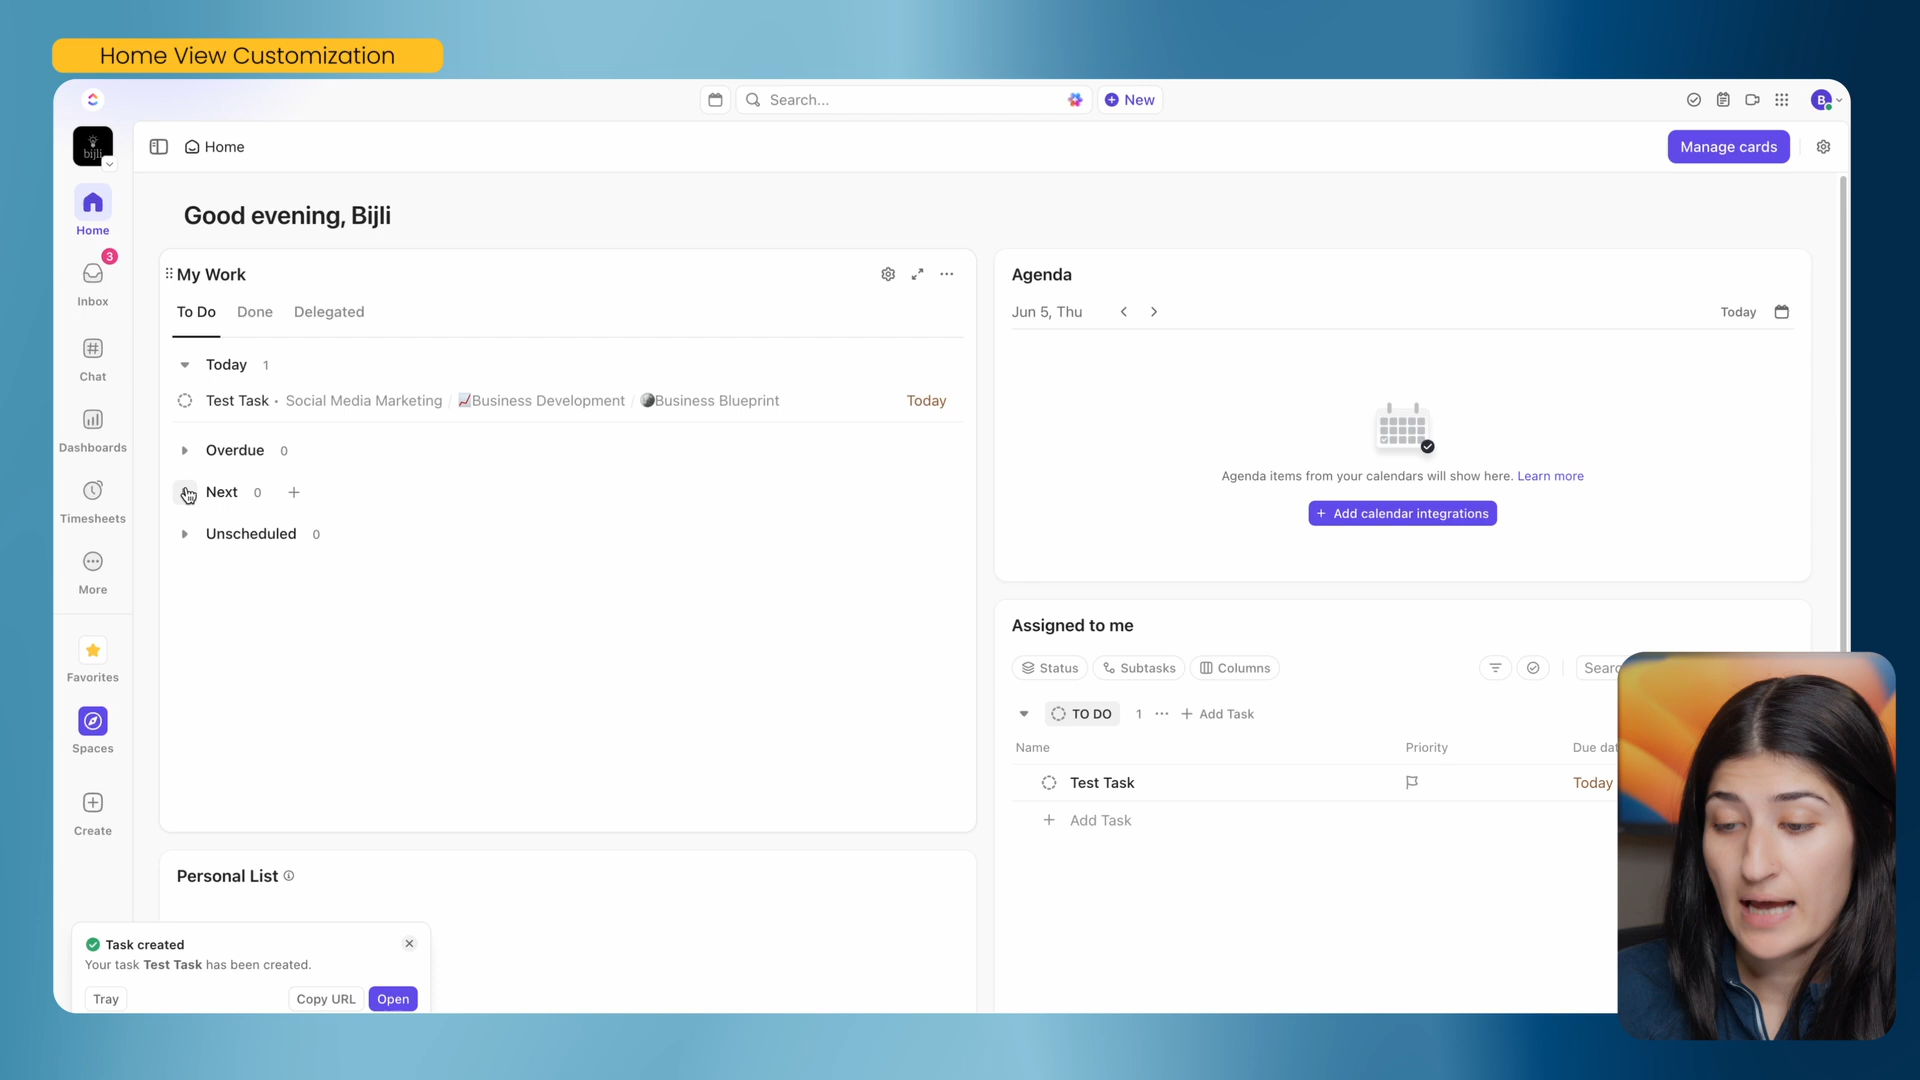 Home View Customization
Search...
New
bijli
Home
Manage cards
Good evening, Bijli
Home
3
Inbox
Chat
Dashboards
Timesheets
More
Favorites
Spaces
Create
My Work
To Do Done Delegated
Today 1
Test Task • Social Media Marketing / Business Development / Business Blueprint Today
Overdue 0
Next 0
Unscheduled 0
Agenda
Jun 5, Thu Today
Agenda items from your calendars will show here. Learn more
+ Add calendar integrations
Assigned to me
Status Subtasks Columns
TO DO 1 ... + Add Task
Name Priority
Test Task Today
+ Add Task
Personal List
Task created
Your task Test Task has been created.
Tray Copy URL Open
B